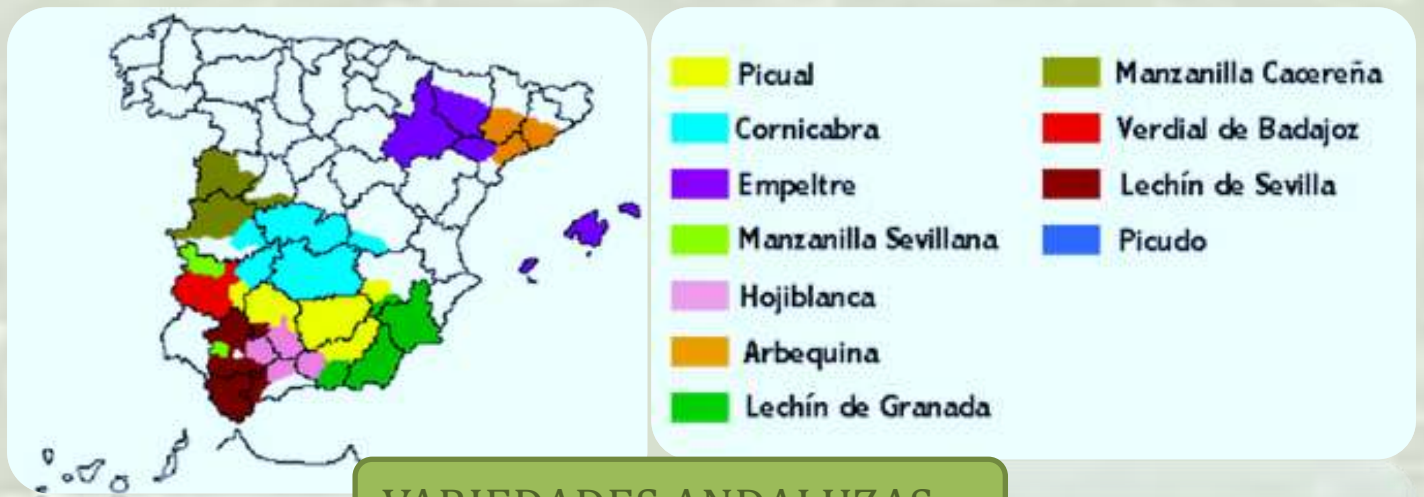 Picual
Cornicabra
Empeltre
Manzanilla Sevillana
Hojiblanca
Arbequina
Lechín de Granada
Manzanilla Cacereña
Verdial de Badajoz
Lechín de Sevilla
Picudo
VARIEDADES ANDALUZAS